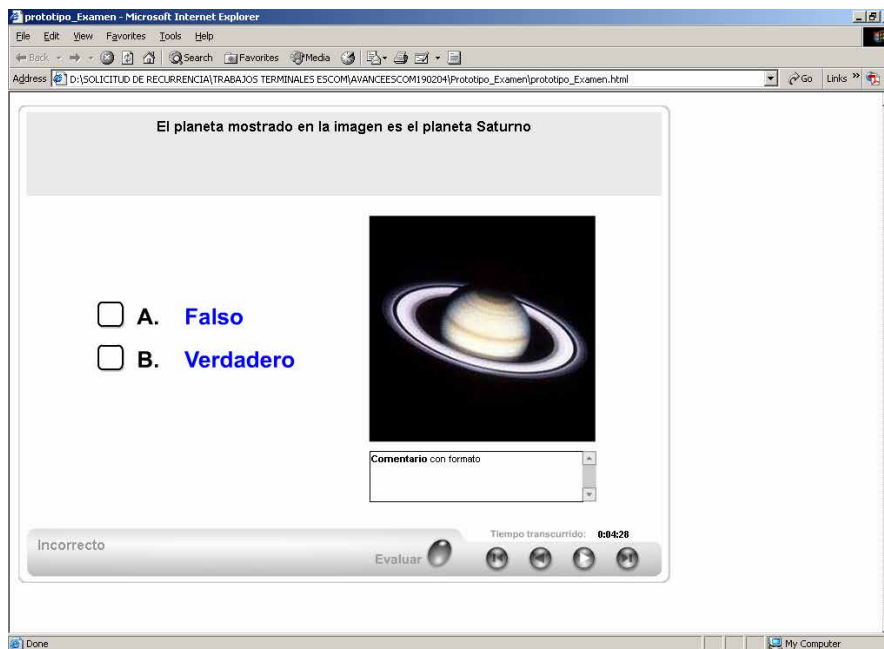 prototipo_Examen - Microsoft Internet Explorer
File Edit View Favorites Tools Help
Back Search Favorites Media
Address D:\SOLICITUD DE RECURRENCIA\TRABAJOS TERMINALES ESCOM\AVANCEESCOM190204\Prototipo_Examen\prototipo_Examen.html Go Links »
El planeta mostrado en la imagen es el planeta Saturno
A. Falso
B. Verdadero
Comentario con formato
Tiempo transcurrido: 0:04:28
Incorrecto
Evaluar
Done My Computer